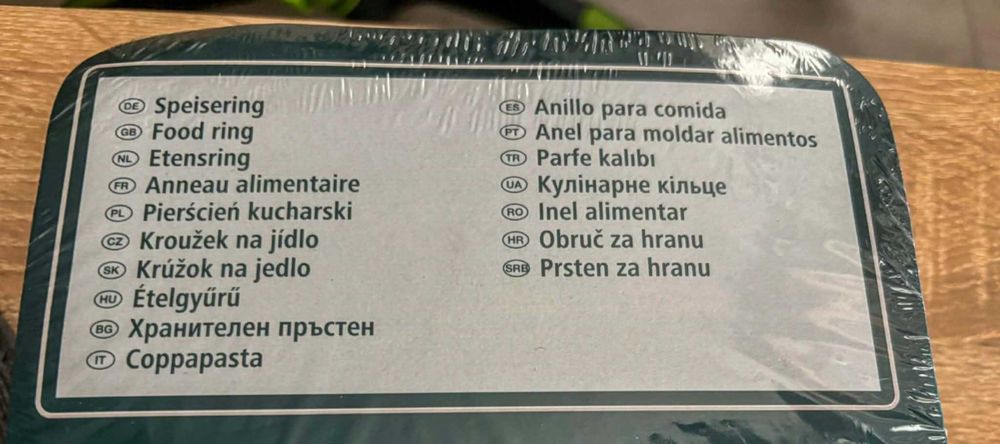 DE Speisering
GB Food ring
NL Etensring
FR Anneau alimentaire
PL Pierścień kucharski
CZ Kroužek na jídlo
SK Krúžok na jedlo
HU Ételgyűrű
BG Хранителен пръстен
IT Coppapasta
ES Anillo para comida
PT Anel para moldar alimentos
TR Parfe kalıbı
UA Кулінарне кільце
RO Inel alimentar
HR Obruč za hranu
SRB Prsten za hranu